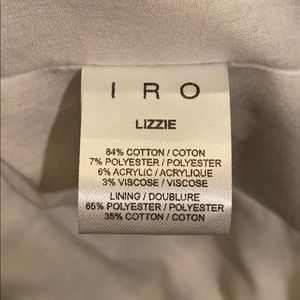 IRO
LIZZIE
84% COTTON / COTON
7% POLYESTER / POLYESTER
6% ACRYLIC / ACRYLIQUE
3% VISCOSE / VISCOSE
LINING / DOUBLURE
65% POLYESTER / POLYESTER
35% COTTON / COTON